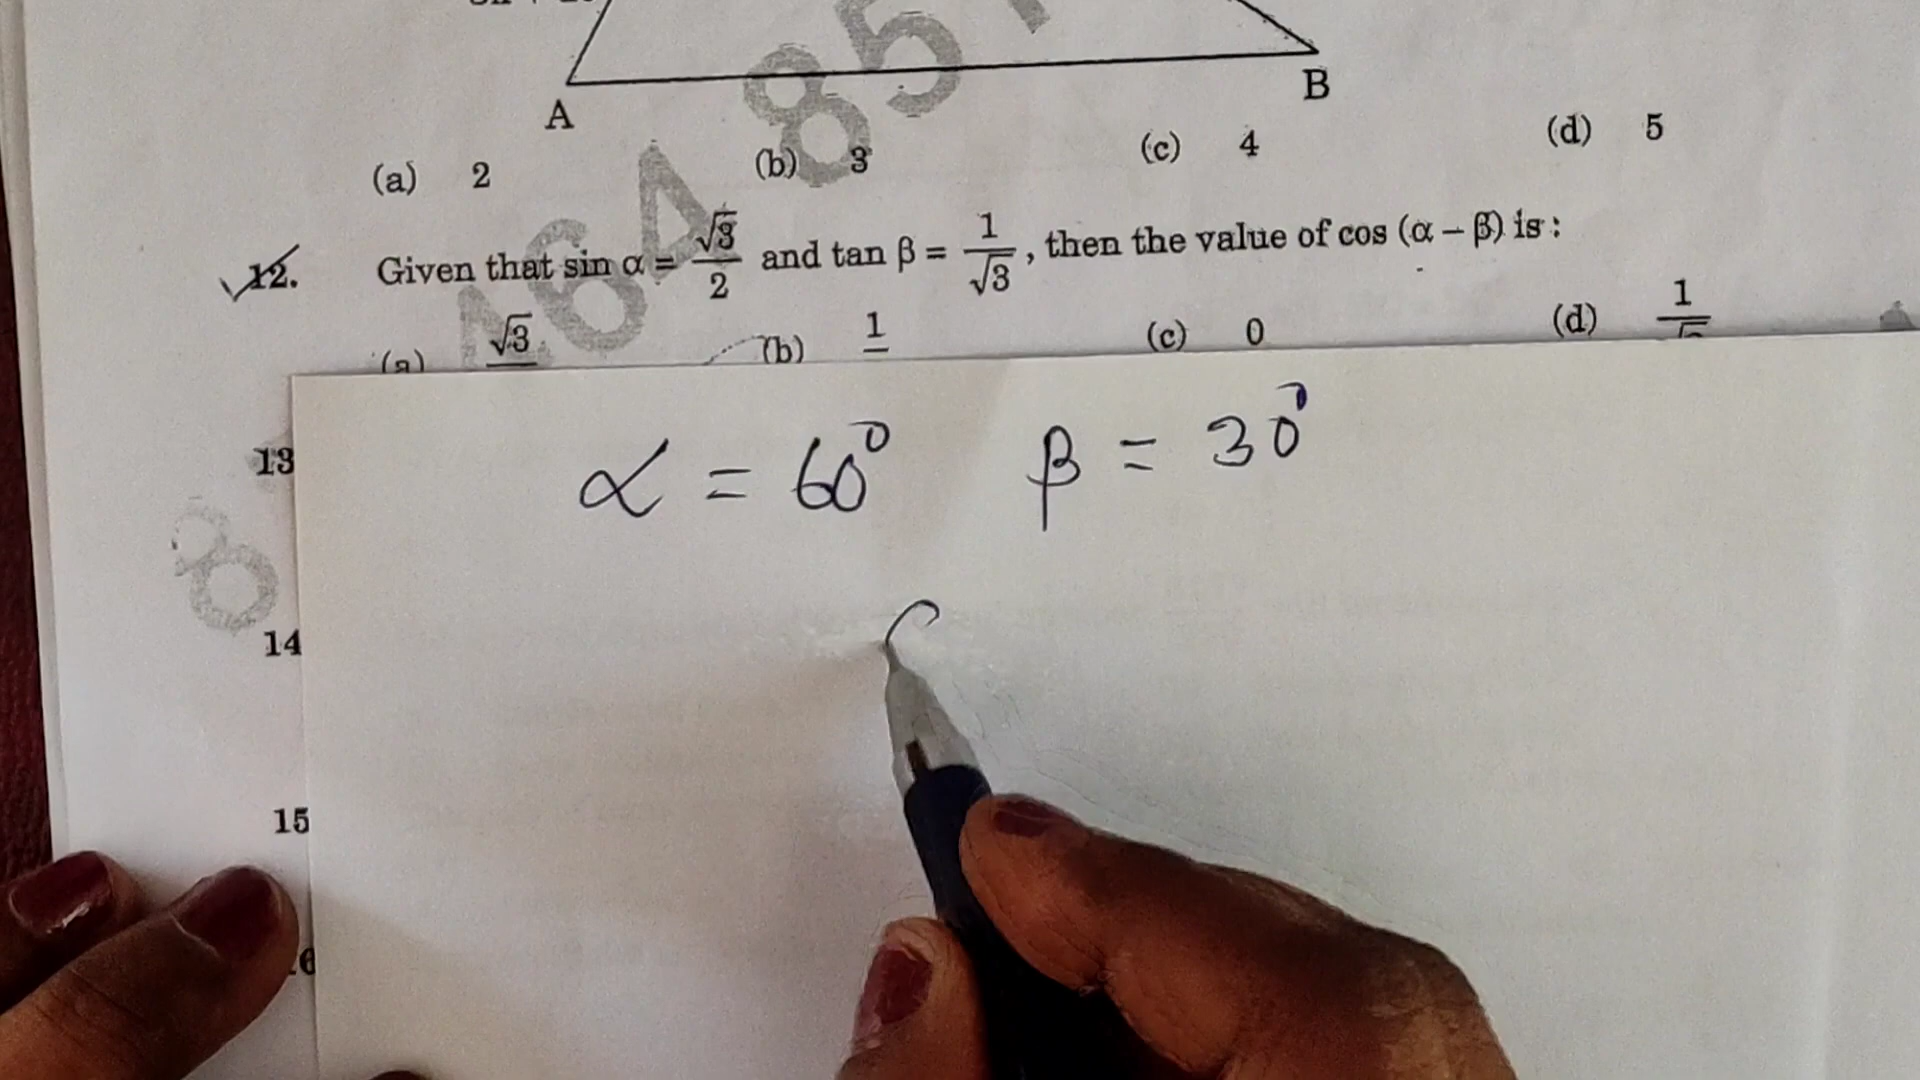 A B
(a) 2 (b) 3 (c) 4 (d) 5
12. Given that sin α = √3/2 and tan β = 1/√3, then the value of cos (α – β) is :
(a) √3 (b) 1 (c) 0 (d) 1
α = 60° β = 30°
13
14
15
16